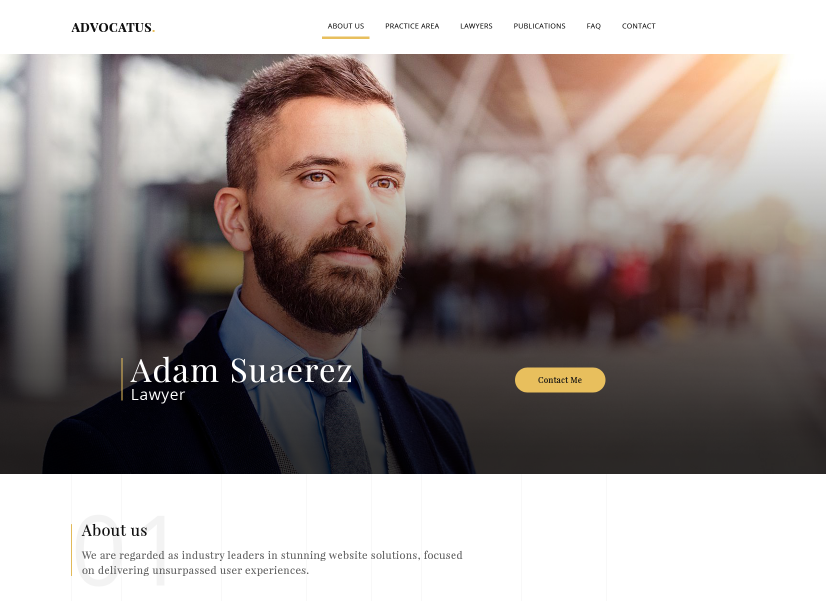 ADVOCATUS.
ABOUT US PRACTICE AREA LAWYERS PUBLICATIONS FAQ CONTACT
Adam Suaerez
Lawyer
Contact Me
01
About us
We are regarded as industry leaders in stunning website solutions, focused
on delivering unsurpassed user experiences.